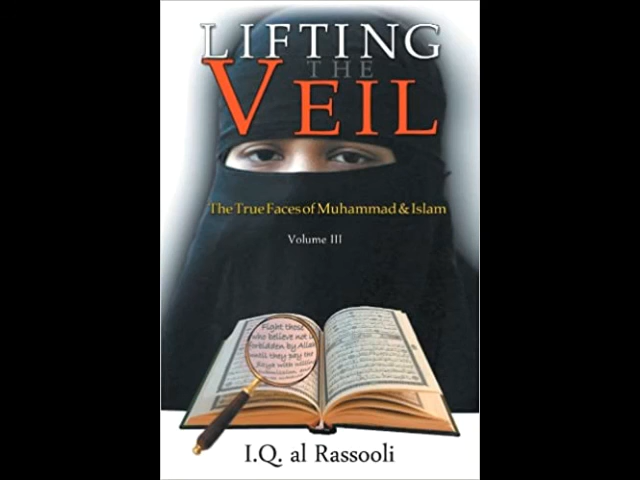 LIFTING
THE
VEIL
The True Faces of Muhammad & Islam
Volume III
Fight those
who believe not
forbidden by Allah
until they pay the
with
I.Q. al Rassooli